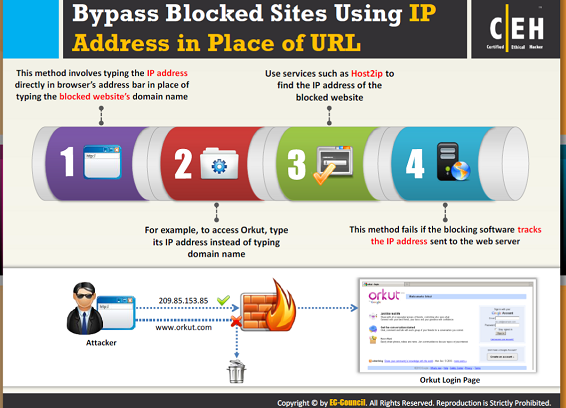 Bypass Blocked Sites Using IP
Address in Place of URL
C|EH
Certified Ethical Hacker
This method involves typing the IP address
directly in browser's address bar in place of
typing the blocked website's domain name
Use services such as Host2ip to
find the IP address of the
blocked website
1
http://
2
3
4
For example, to access Orkut, type
its IP address instead of typing
domain name
This method fails if the blocking software tracks
the IP address sent to the web server
http://
209.85.153.85
www.orkut.com
Attacker
orkut
Orkut Login Page
Copyright © by EC-Council. All Rights Reserved. Reproduction is Strictly Prohibited.